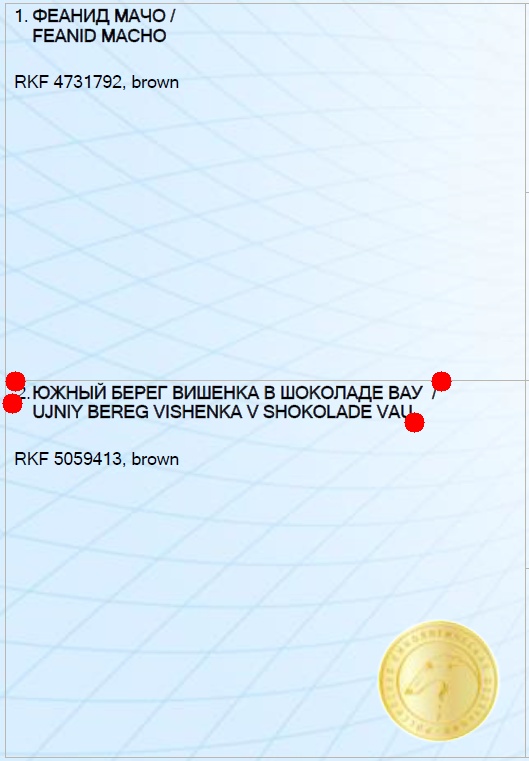 1. ФЕАНИД МАЧО /
FEANID MACHO
RKF 4731792, brown
2. ЮЖНЫЙ БЕРЕГ ВИШЕНКА В ШОКОЛАДЕ ВАУ /
UJNIY BEREG VISHENKA V SHOKOLADE VAU
RKF 5059413, brown